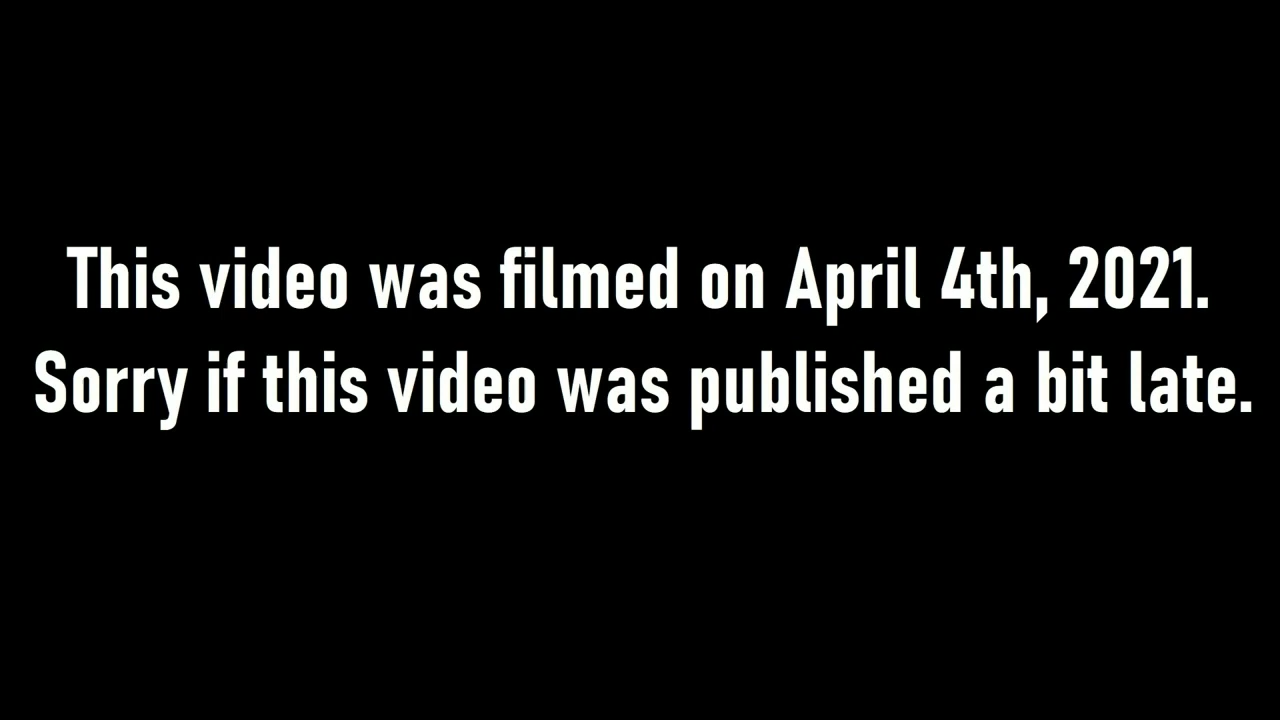 This video was filmed on April 4th, 2021.
Sorry if this video was published a bit late.